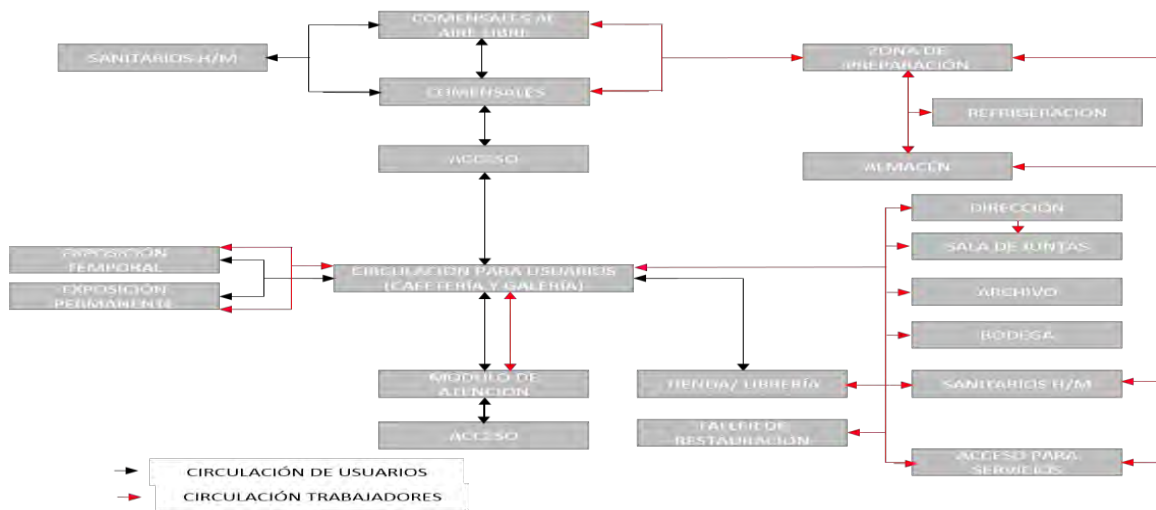 COMENSALES AL
AIRE LIBRE
SANITARIOS H/M
ZONA DE
PREPARACIÓN
COMENSALES
REFRIGERACION
ACCESO
ALMACÉN
DIRECCIÓN
SALA DE JUNTAS
EXPOSICIÓN
TEMPORAL
CIRCULACIÓN PARA USUARIOS
(CAFETERÍA Y GALERÍA)
EXPOSICIÓN
PERMANENTE
ARCHIVO
BODEGA
MODULO DE
ATENCIÓN
TIENDA/ LIBRERÍA
SANITARIOS H/M
ACCESO
TALLER DE
RESTAURACIÓN
ACCESO PARA
SERVICIOS
CIRCULACIÓN DE USUARIOS
CIRCULACIÓN TRABAJADORES